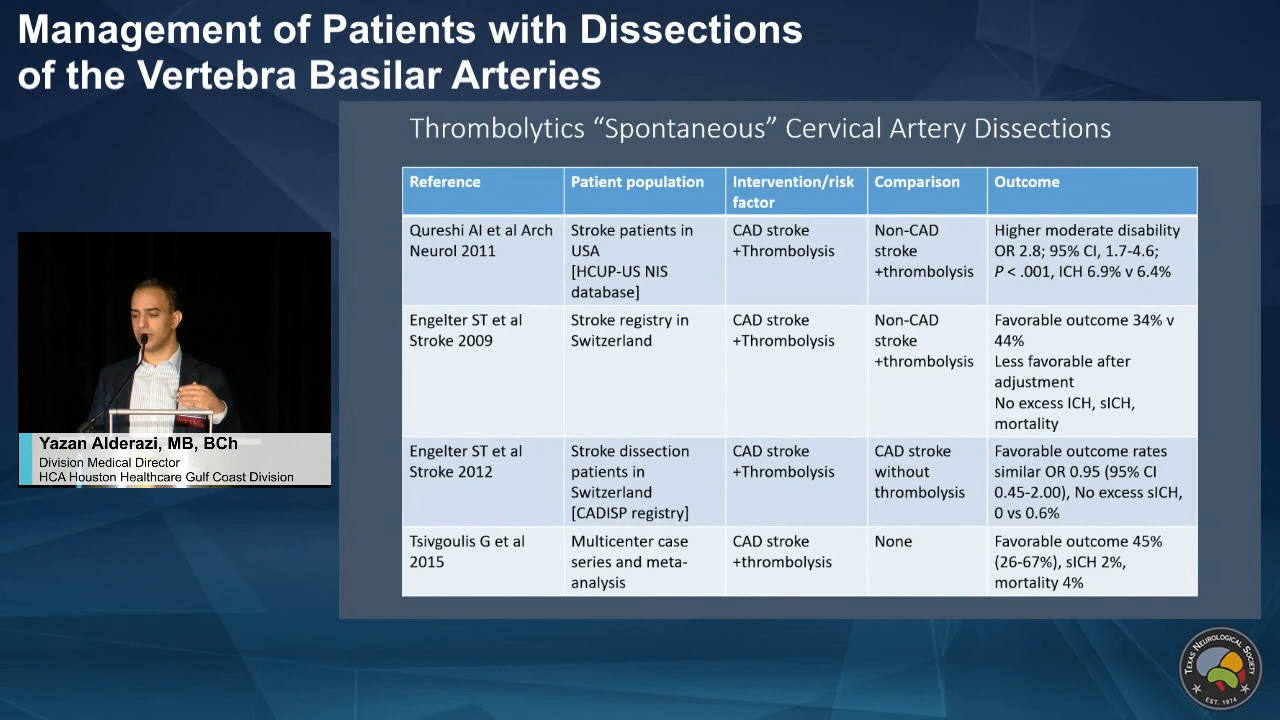 Management of Patients with Dissections
of the Vertebra Basilar Arteries
Thrombolytics “Spontaneous” Cervical Artery Dissections
Reference
Patient population
Intervention/risk
factor
Comparison
Outcome
Qureshi AI et al Arch
Neurol 2011
Stroke patients in
USA
[HCUP-US NIS
database]
CAD stroke
+Thrombolysis
Non-CAD
stroke
+thrombolysis
Higher moderate disability
OR 2.8; 95% CI, 1.7-4.6;
P < .001, ICH 6.9% v 6.4%
Engelter ST et al
Stroke 2009
Stroke registry in
Switzerland
CAD stroke
+Thrombolysis
Non-CAD
stroke
+thrombolysis
Favorable outcome 34% v
44%
Less favorable after
adjustment
No excess ICH, sICH,
mortality
Engelter ST et al
Stroke 2012
Stroke dissection
patients in
Switzerland
[CADISP registry]
CAD stroke
+Thrombolysis
CAD stroke
without
thrombolysis
Favorable outcome rates
similar OR 0.95 (95% CI
0.45-2.00), No excess sICH,
0 vs 0.6%
Tsivgoulis G et al
2015
Multicenter case
series and meta-
analysis
CAD stroke
+thrombolysis
None
Favorable outcome 45%
(26-67%), sICH 2%,
mortality 4%
Yazan Alderazi, MB, BCh
Division Medical Director
HCA Houston Healthcare Gulf Coast Division
TEXAS NEUROLOGICAL SOCIETY
EST. 1974